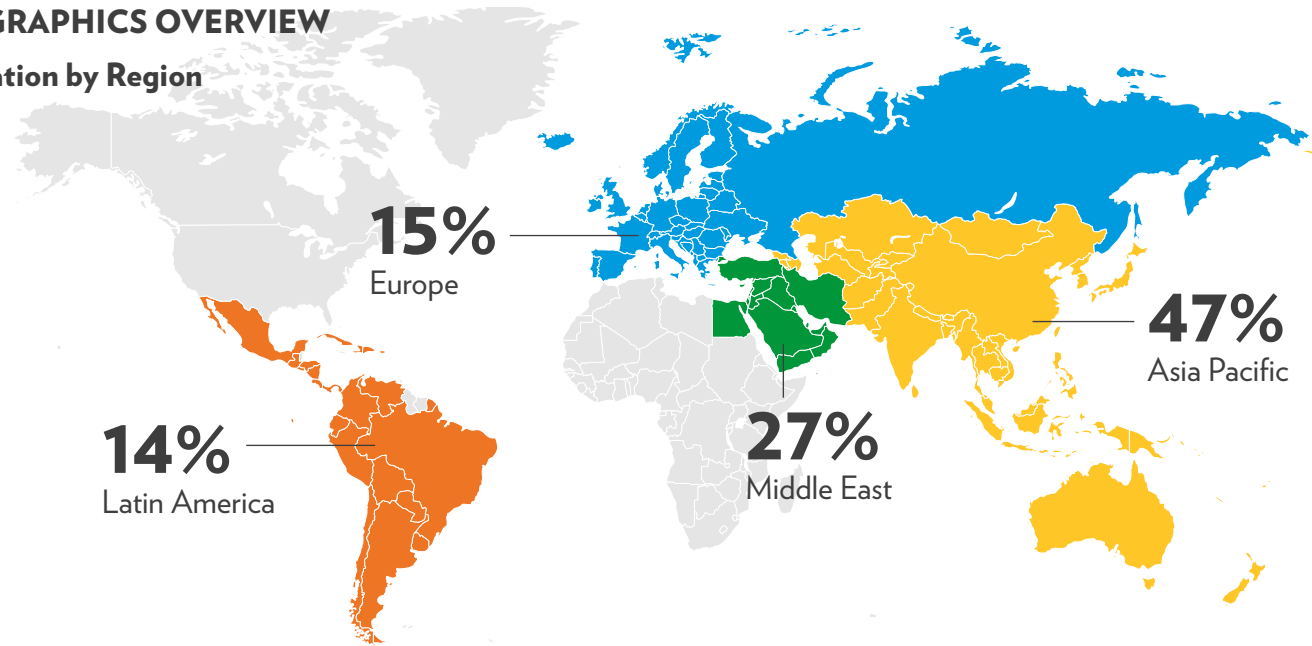 GRAPHICS OVERVIEW
ation by Region
15%
Europe
47%
Asia Pacific
14%
Latin America
27%
Middle East